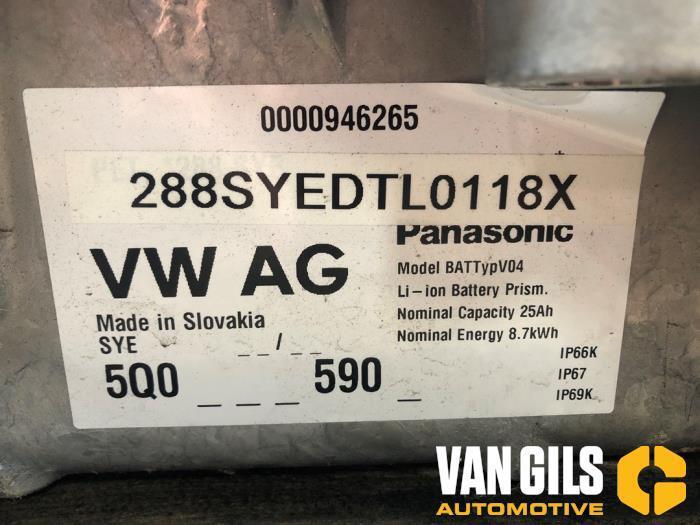 0000946265
288SYEDTL0118X
VW AG
Panasonic
Model BATTypV04
Li-ion Battery Prism.
Nominal Capacity 25Ah
Nominal Energy 8.7kWh
Made in Slovakia
SYE _ _ / _ _
5Q0 _ _ _ 590 _
IP66K
IP67
IP69K
VAN GILS
AUTOMOTIVE